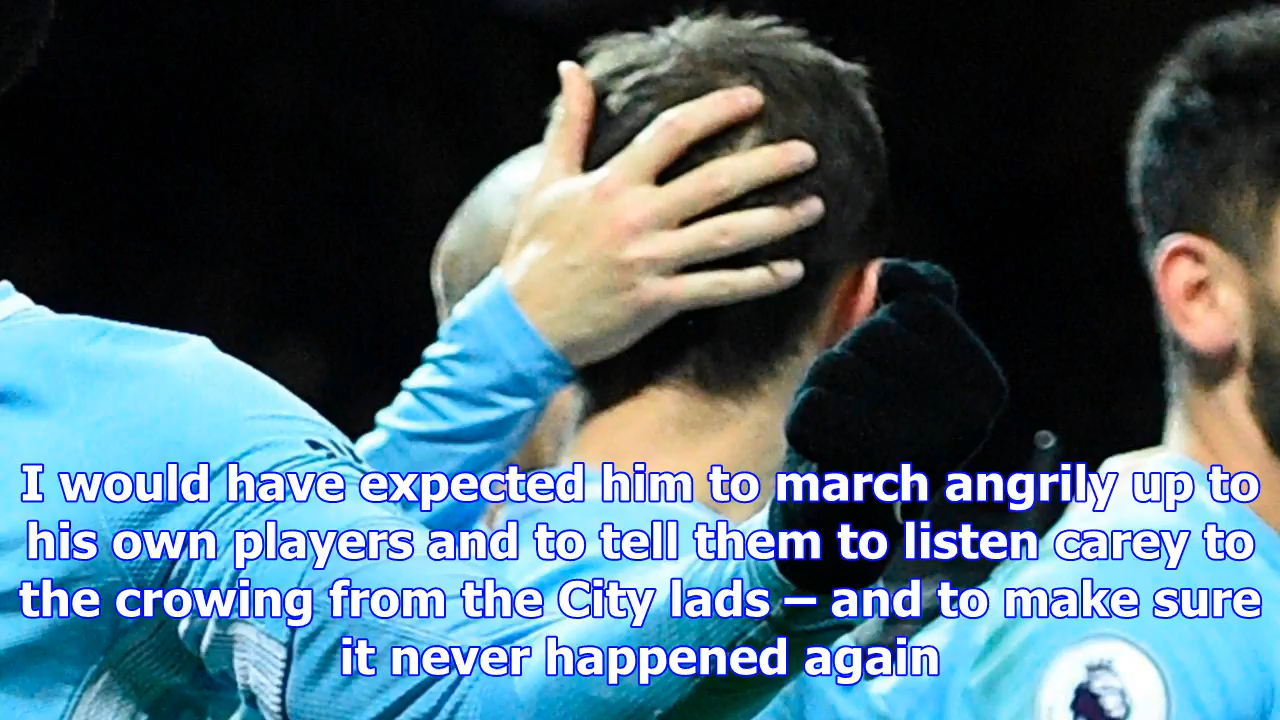 I would have expected him to march angrily up to
his own players and to tell them to listen carey to
the crowing from the City lads – and to make sure
it never happened again